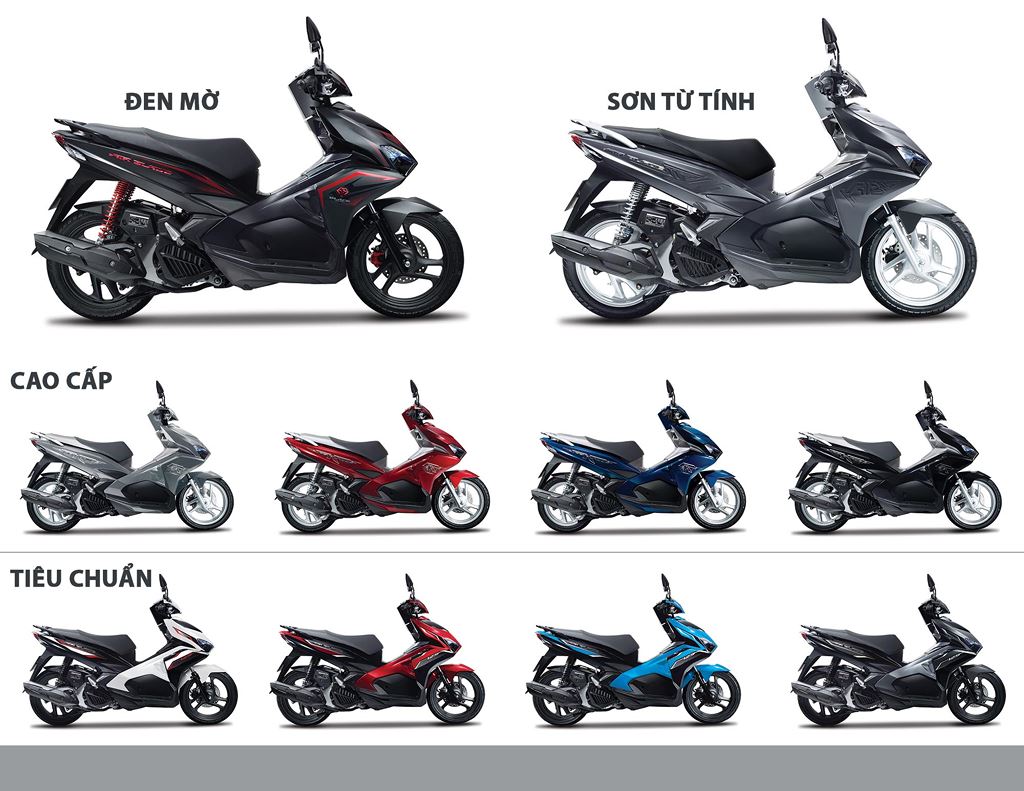 ĐEN MỜ
SƠN TỪ TÍNH
CAO CẤP
TIÊU CHUẨN